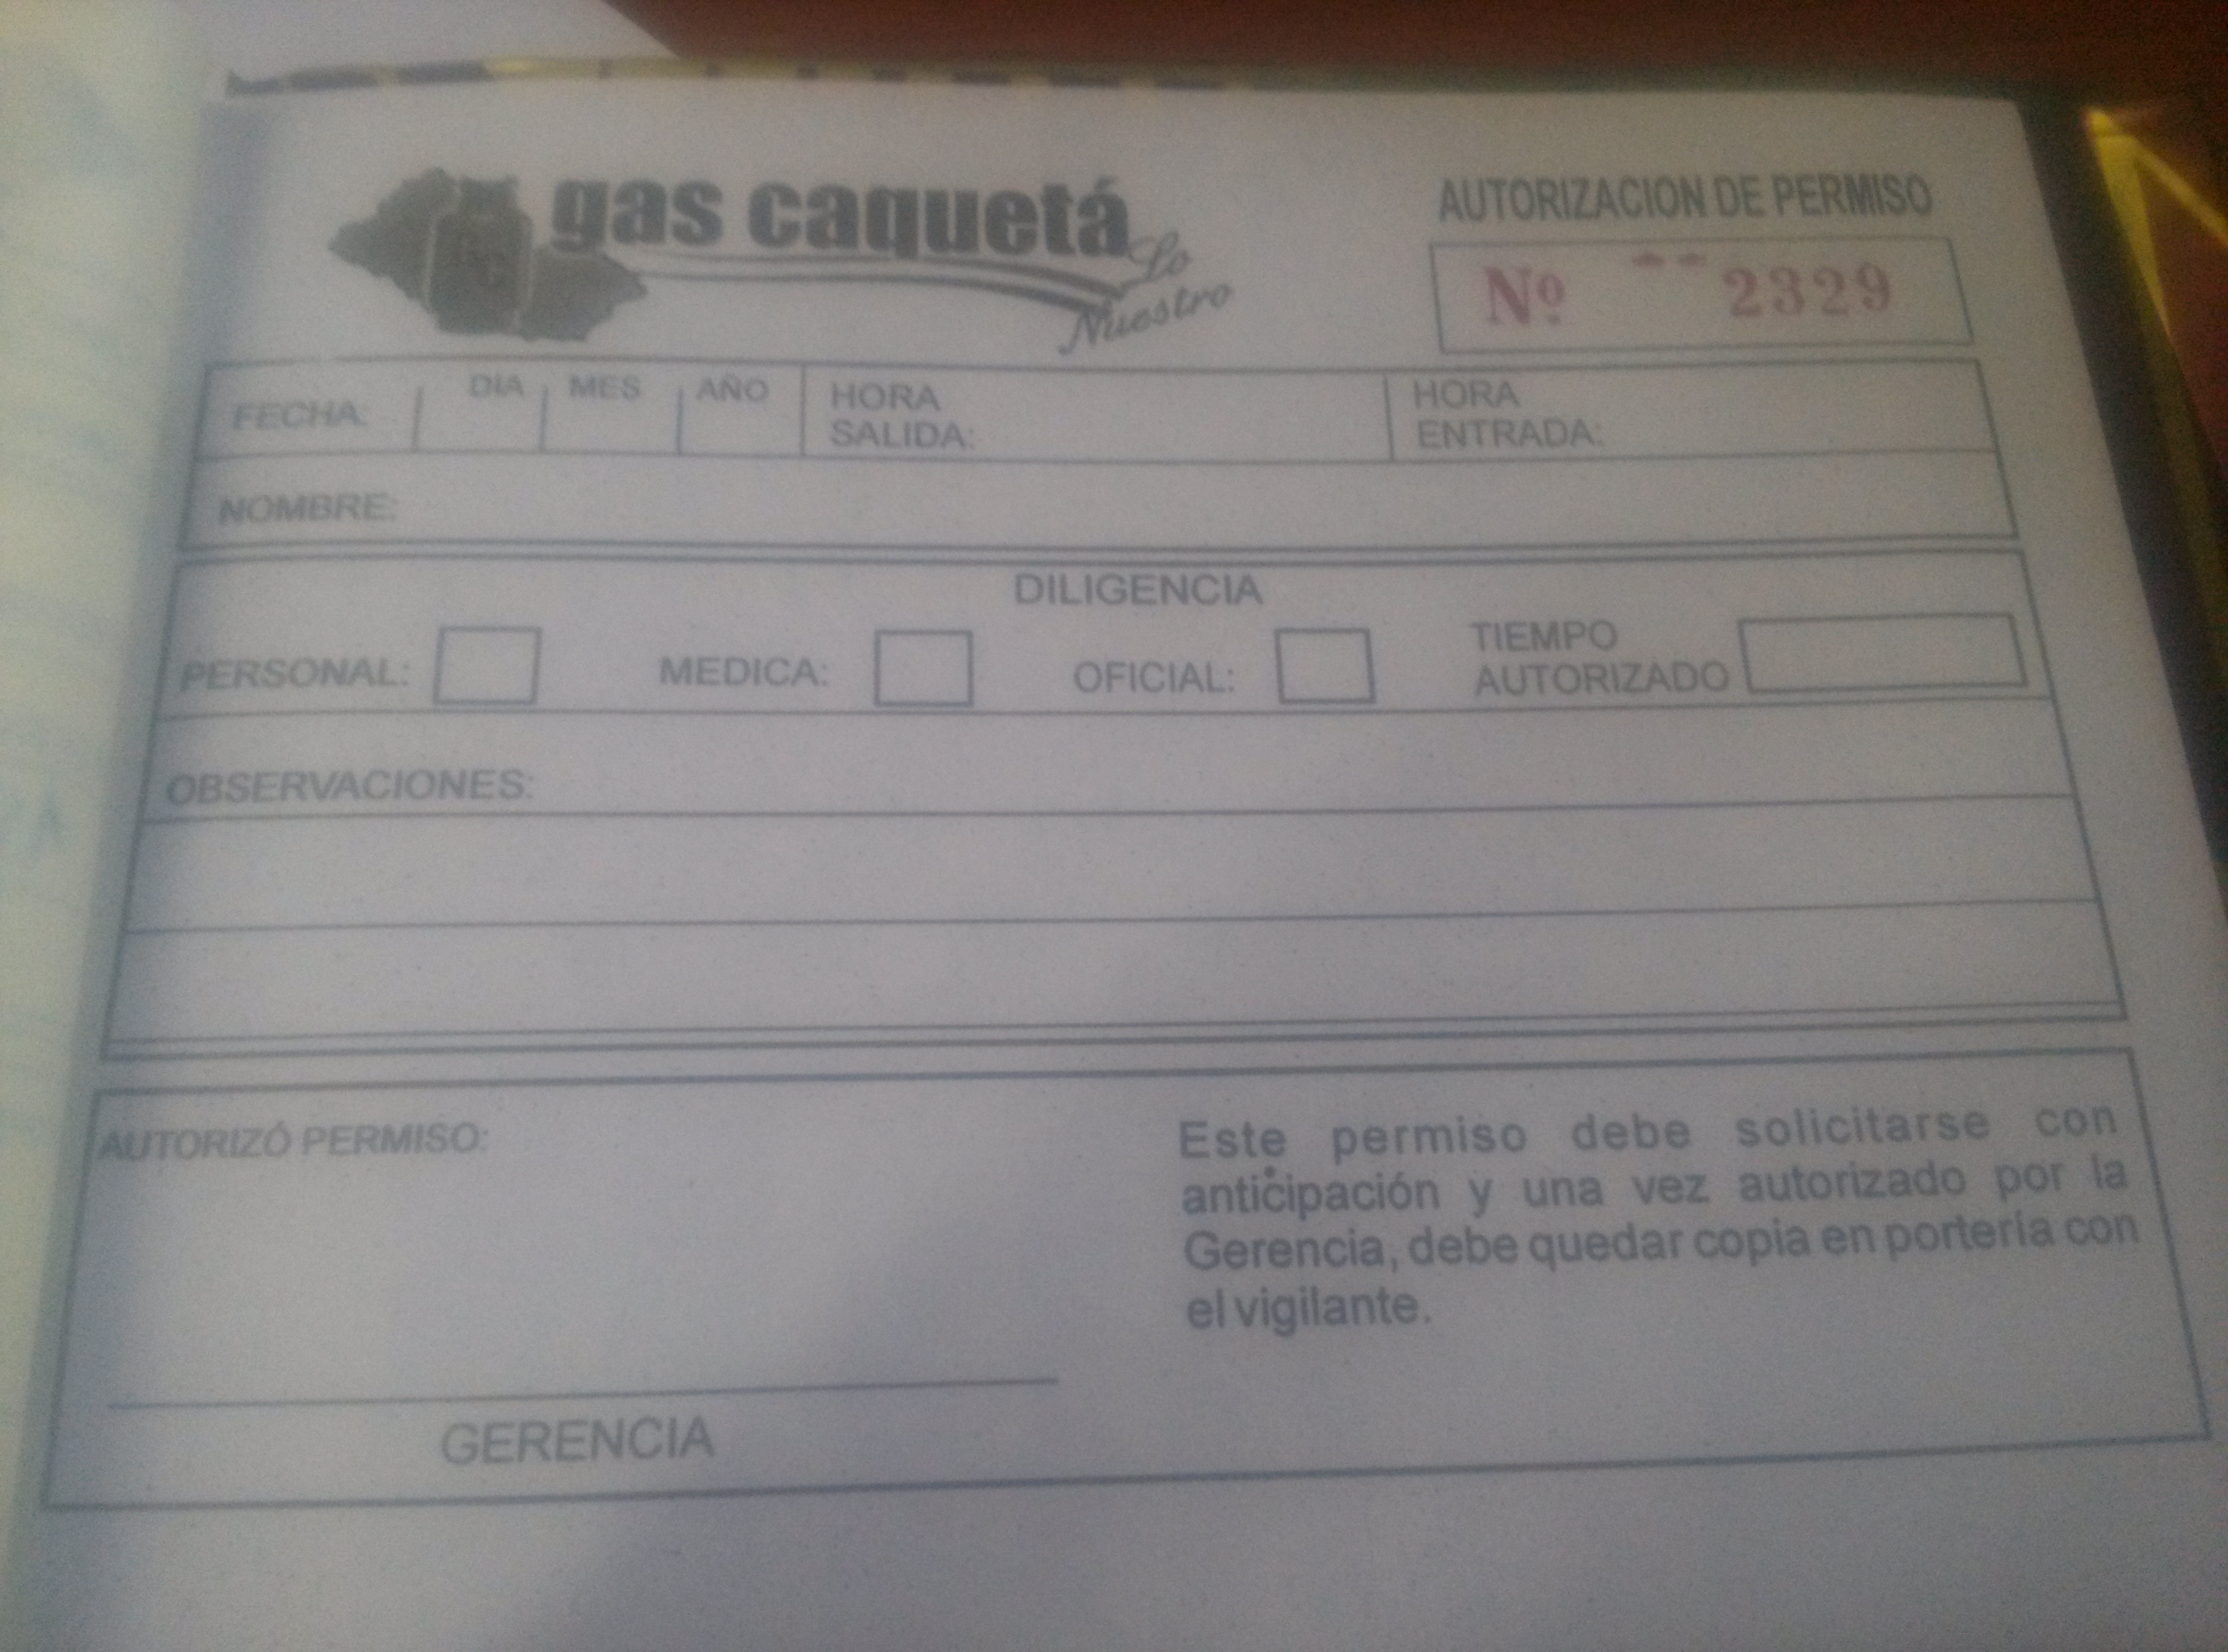 gas caquetá
Lo
Nuestro
AUTORIZACION DE PERMISO
Nº 2329
FECHA: DIA MES AÑO HORA SALIDA: HORA ENTRADA:
NOMBRE:
DILIGENCIA
PERSONAL: MEDICA: OFICIAL: TIEMPO AUTORIZADO
OBSERVACIONES:
AUTORIZÓ PERMISO:
Este permiso debe solicitarse con
anticipación y una vez autorizado por la
Gerencia, debe quedar copia en portería con
el vigilante.
GERENCIA